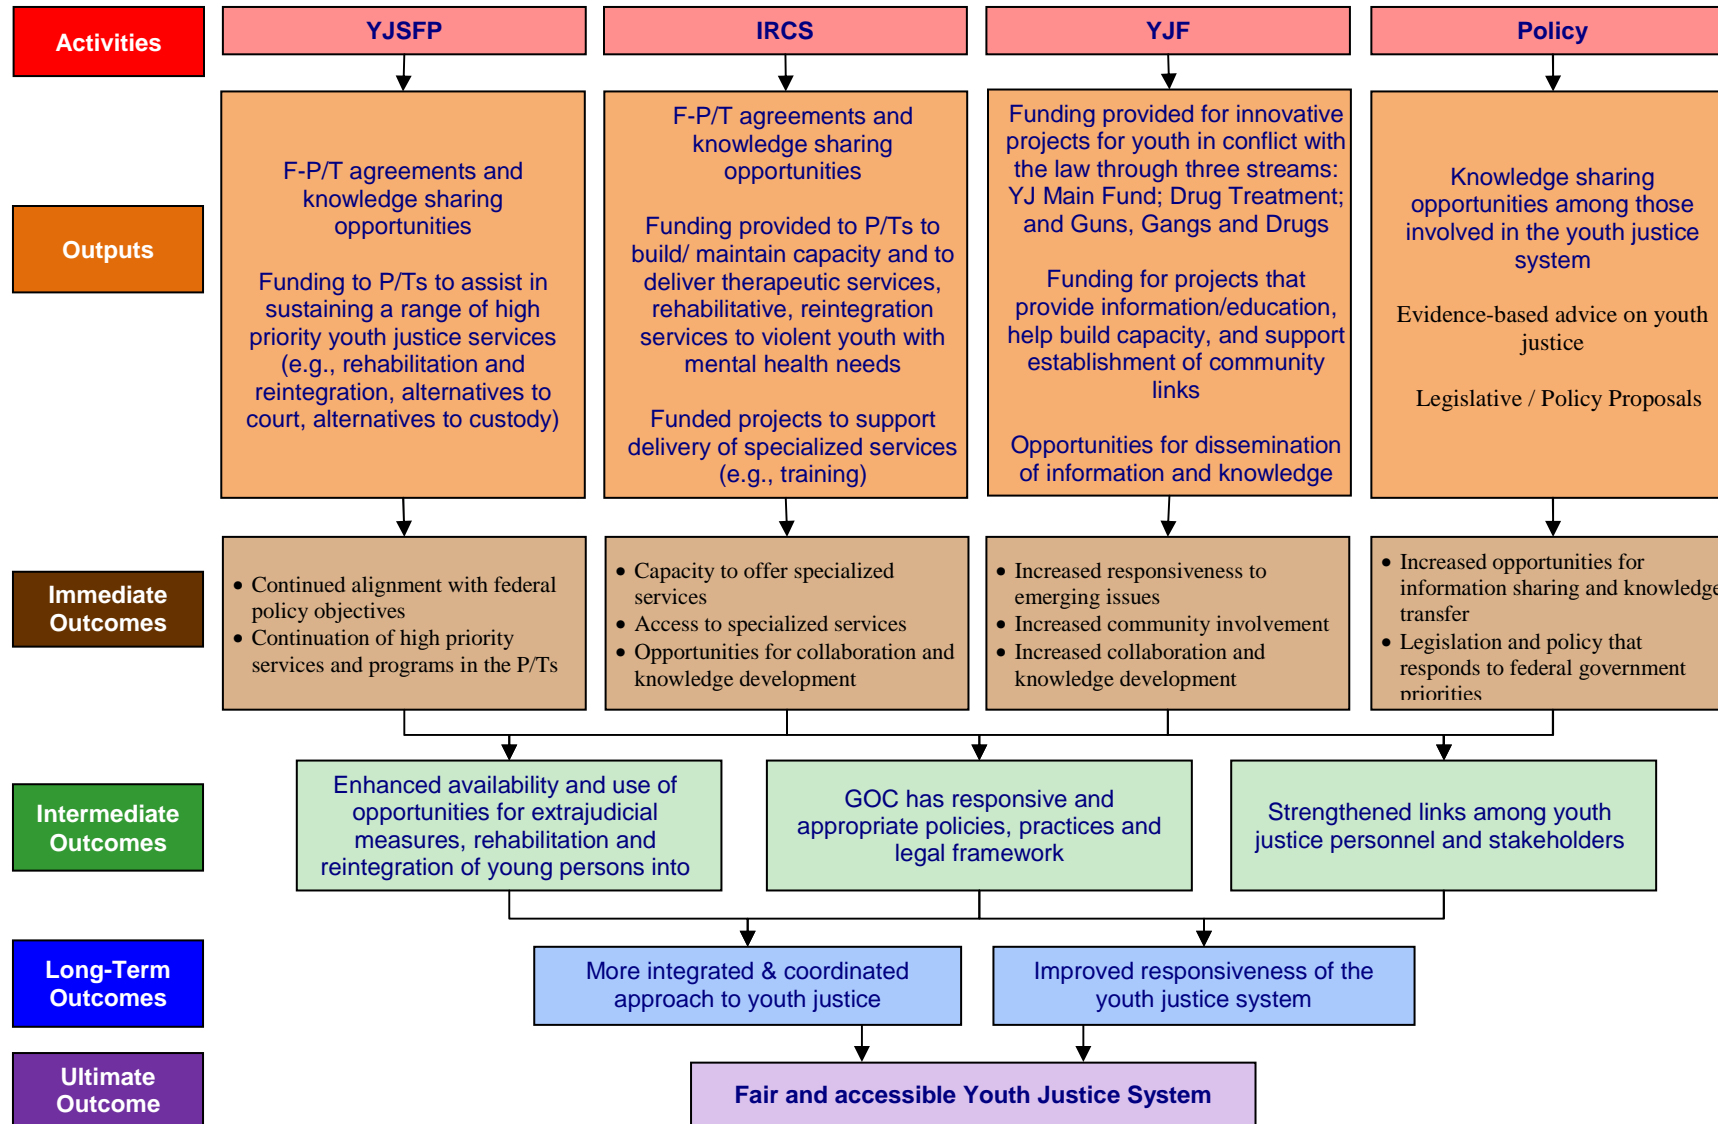 Activities
YJSFP
IRCS
YJF
Policy
Outputs
F-P/T agreements and
knowledge sharing
opportunities
Funding to P/Ts to assist in
sustaining a range of high
priority youth justice services
(e.g., rehabilitation and
reintegration, alternatives to
court, alternatives to custody)
F-P/T agreements and
knowledge sharing
opportunities
Funding provided to P/Ts to
build/ maintain capacity and to
deliver therapeutic services,
rehabilitative, reintegration
services to violent youth with
mental health needs
Funded projects to support
delivery of specialized services
(e.g., training)
Funding provided for innovative
projects for youth in conflict with
the law through three streams:
YJ Main Fund; Drug Treatment;
and Guns, Gangs and Drugs
Funding for projects that
provide information/education,
help build capacity, and support
establishment of community
links
Opportunities for dissemination
of information and knowledge
Knowledge sharing
opportunities among those
involved in the youth justice
system
Evidence-based advice on youth
justice
Legislative / Policy Proposals
Immediate
Outcomes
• Continued alignment with federal
policy objectives
• Continuation of high priority
services and programs in the P/Ts
• Capacity to offer specialized
services
• Access to specialized services
• Opportunities for collaboration and
knowledge development
• Increased responsiveness to
emerging issues
• Increased community involvement
• Increased collaboration and
knowledge development
• Increased opportunities for
information sharing and knowledge
transfer
• Legislation and policy that
responds to federal government
priorities
Intermediate
Outcomes
Enhanced availability and use of
opportunities for extrajudicial
measures, rehabilitation and
reintegration of young persons into
GOC has responsive and
appropriate policies, practices and
legal framework
Strengthened links among youth
justice personnel and stakeholders
Long-Term
Outcomes
More integrated & coordinated
approach to youth justice
Improved responsiveness of the
youth justice system
Ultimate
Outcome
Fair and accessible Youth Justice System